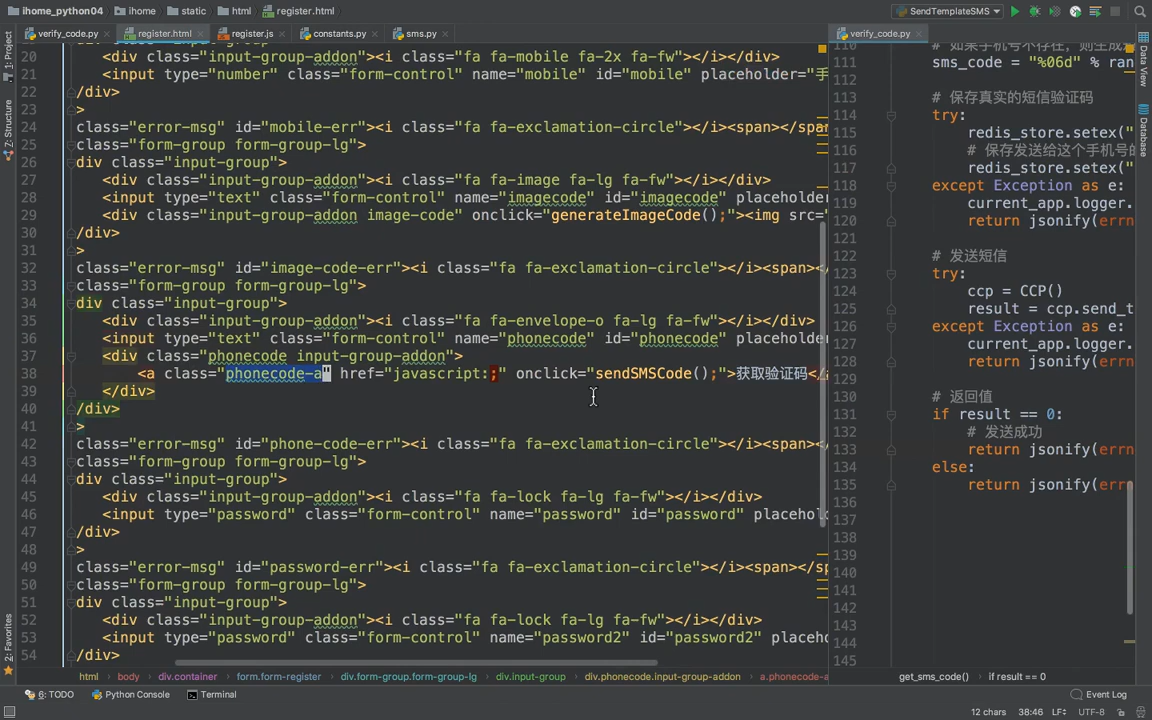 ihome_python04 ihome static html register.html SendTemplateSMS
verify_code.py register.html register.js constants.py sms.py verify_code.py
1: Project
Z: Structure
2: Favorites
Data View
Database
20 <div class="input-group-addon"><i class="fa fa-mobile fa-2x fa-fw"></i></div>
21 <input type="number" class="form-control" name="mobile" id="mobile" placeholder="手
22 /div>
23 >
24 class="error-msg" id="mobile-err"><i class="fa fa-exclamation-circle"></i><span></span
25 class="form-group form-group-lg">
26 div class="input-group">
27 <div class="input-group-addon"><i class="fa fa-image fa-lg fa-fw"></i></div>
28 <input type="text" class="form-control" name="imagecode" id="imagecode" placeholder
29 <div class="input-group-addon image-code" onclick="generateImageCode();"><img src="
30 /div>
31 >
32 class="error-msg" id="image-code-err"><i class="fa fa-exclamation-circle"></i><span></
33 class="form-group form-group-lg">
34 div class="input-group">
35 <div class="input-group-addon"><i class="fa fa-envelope-o fa-lg fa-fw"></i></div>
36 <input type="text" class="form-control" name="phonecode" id="phonecode" placeholder
37 <div class="phonecode input-group-addon">
38 <a class="phonecode-a" href="javascript:;" onclick="sendSMSCode();">获取验证码</
39 </div>
40 /div>
41 >
42 class="error-msg" id="phone-code-err"><i class="fa fa-exclamation-circle"></i><span></
43 class="form-group form-group-lg">
44 div class="input-group">
45 <div class="input-group-addon"><i class="fa fa-lock fa-lg fa-fw"></i></div>
46 <input type="password" class="form-control" name="password" id="password" placehol
47 /div>
48 >
49 class="error-msg" id="password-err"><i class="fa fa-exclamation-circle"></i><span></sp
50 class="form-group form-group-lg">
51 div class="input-group">
52 <div class="input-group-addon"><i class="fa fa-lock fa-lg fa-fw"></i></div>
53 <input type="password" class="form-control" name="password2" id="password2" placeho
54 /div>
110
111 sms_code = "%06d" % ran
112
113 # 保存真实的短信验证码
114 try:
115 redis_store.setex("
116 # 保存发送给这个手机号的
117 redis_store.setex("
118 except Exception as e:
119 current_app.logger.
120 return jsonify(errn
121
122 # 发送短信
123 try:
124 ccp = CCP()
125 result = ccp.send_t
126 except Exception as e:
127 current_app.logger.
128 return jsonify(errn
129
130 # 返回值
131 if result == 0:
132 # 发送成功
133 return jsonify(errn
134 else:
135 return jsonify(erro
136
137
138
139
140
141
142
143
144
145
html body div.container form.form-register div.form-group.form-group-lg div.input-group div.phonecode.input-group-addon a.phonecode-a get_sms_code() if result == 0
6: TODO Python Console Terminal Event Log
12 chars 38:46 LF UTF-8